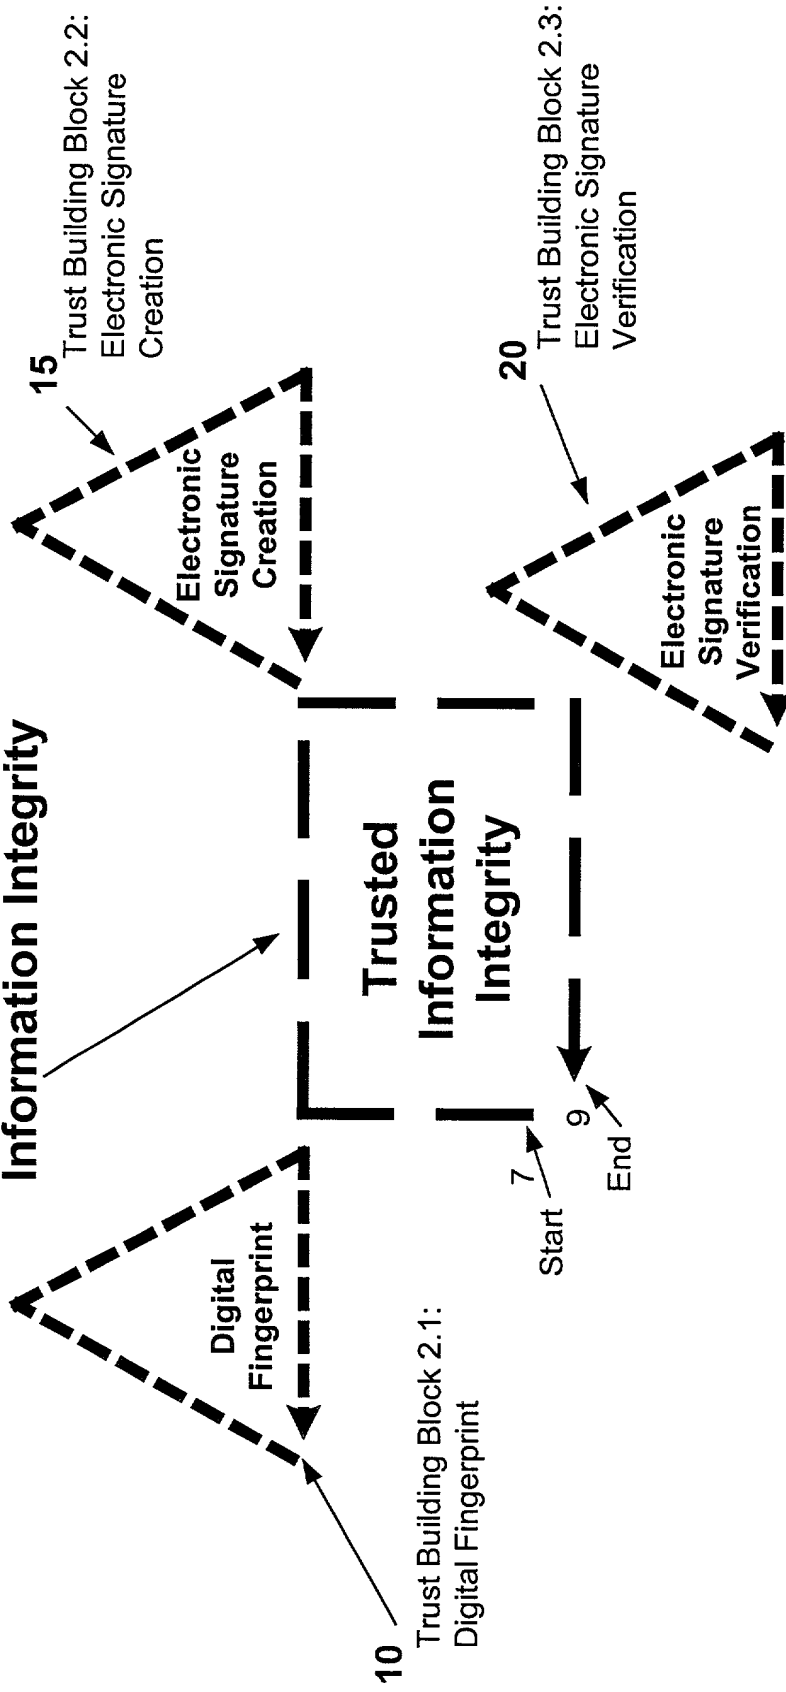 Information Integrity
10
Trust Building Block 2.1:
Digital Fingerprint
Digital
Fingerprint
7
Start
9
End
Trusted
Information
Integrity
Electronic
Signature
Creation
15
Trust Building Block 2.2:
Electronic Signature
Creation
Electronic
Signature
Verification
20
Trust Building Block 2.3:
Electronic Signature
Verification